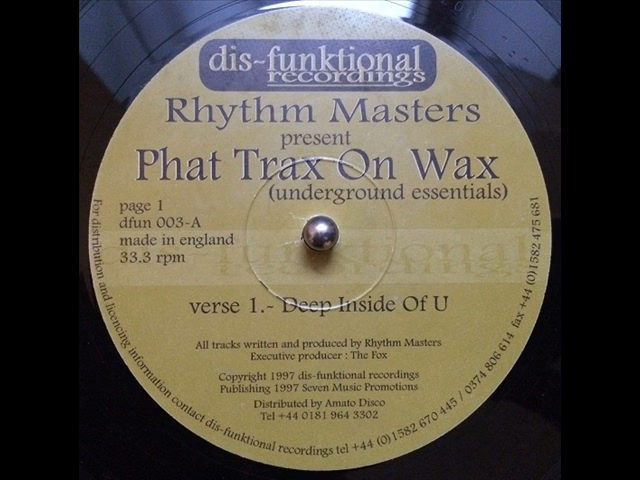 dis-funktional
recordings
Rhythm Masters
present
Phat Trax On Wax
(underground essentials)
page 1
dfun 003-A
made in england
33.3 rpm
funktional
verse 1.- Deep Inside Of U
All tracks written and produced by Rhythm Masters
Executive producer : The Fox
Copyright 1997 dis-funktional recordings
Publishing 1997 Seven Music Promotions
Distributed by Amato Disco
Tel +44 0181 964 3302
For distribution and licencing information contact dis-funktional recordings tel +44 (0)1582 670 445 / 0374 806 614 fax +44 (0)1582 475 681